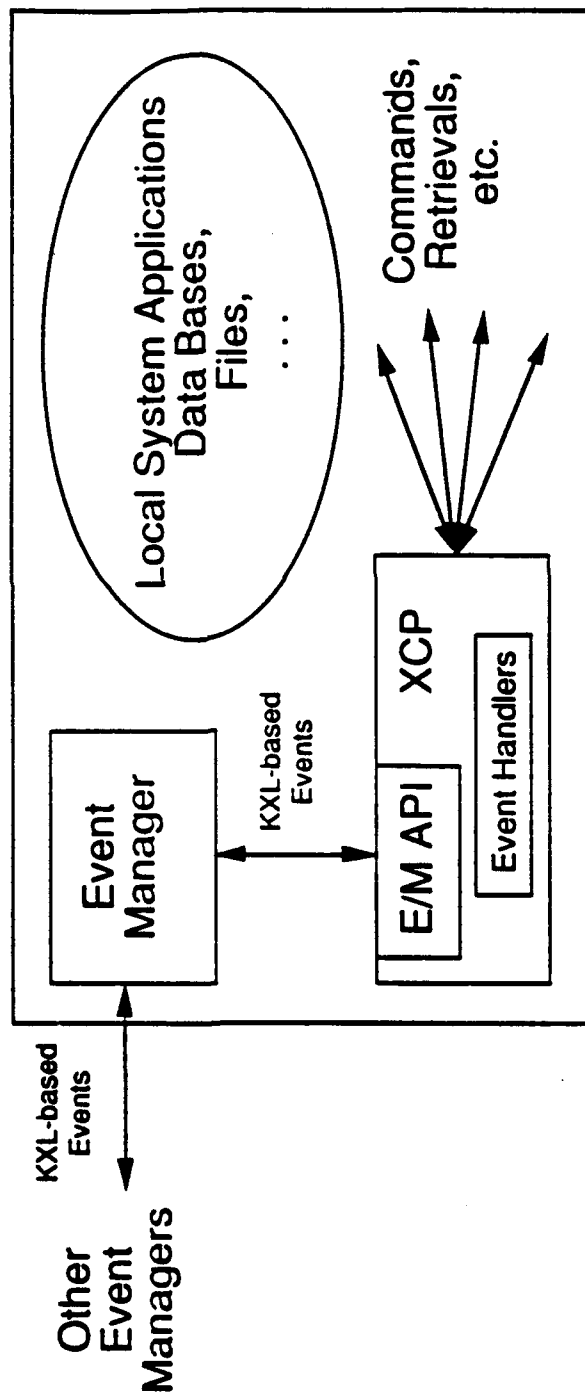 Other
Event
Managers
KXL-based
Events
Event
Manager
KXL-based
Events
E/M API
XCP
Event Handlers
Local System Applications
Data Bases,
Files,
. . .
Commands,
Retrievals,
etc.